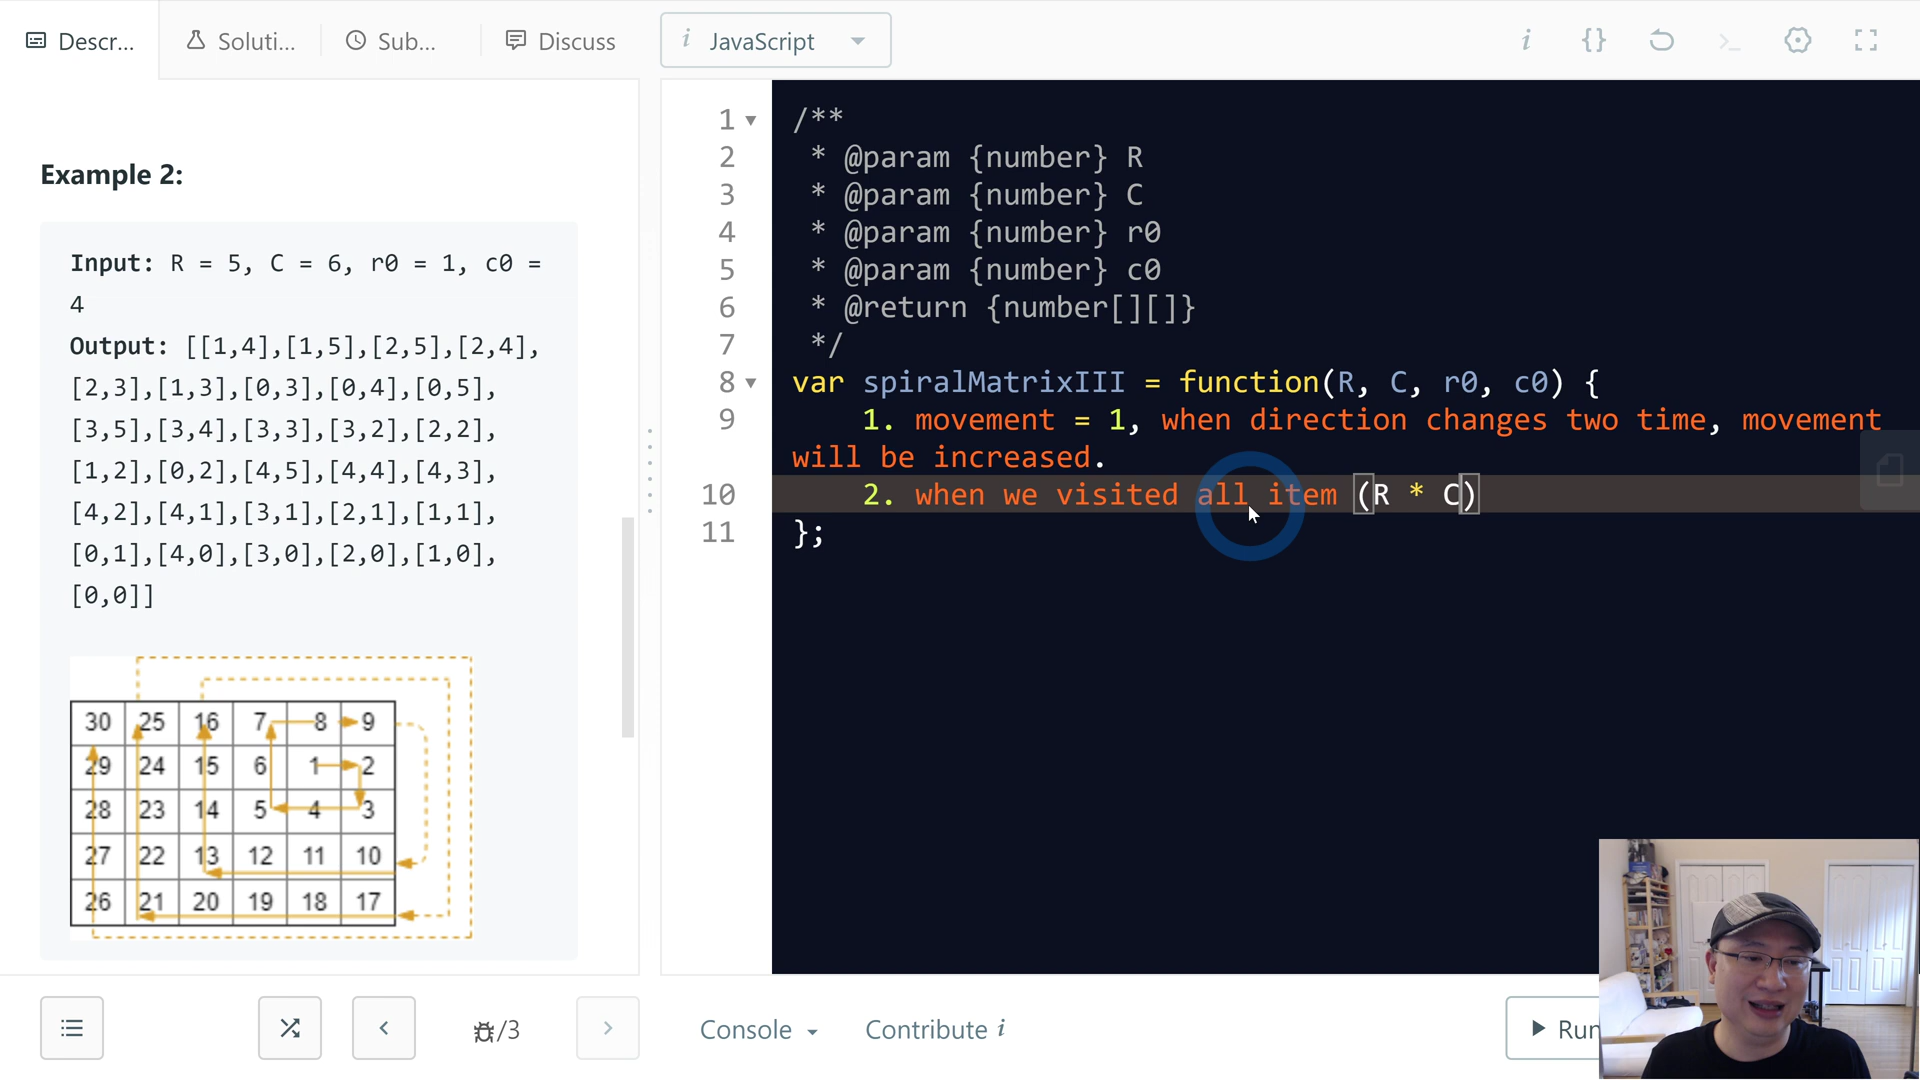 Descr...
Soluti...
Sub...
Discuss
i JavaScript
i {} >_
Example 2:
Input: R = 5, C = 6, r0 = 1, c0 =
4
Output: [[1,4],[1,5],[2,5],[2,4],
[2,3],[1,3],[0,3],[0,4],[0,5],
[3,5],[3,4],[3,3],[3,2],[2,2],
[1,2],[0,2],[4,5],[4,4],[4,3],
[4,2],[4,1],[3,1],[2,1],[1,1],
[0,1],[4,0],[3,0],[2,0],[1,0],
[0,0]]
30 25 16 7 8 9
29 24 15 6 1 2
28 23 14 5 4 3
27 22 13 12 11 10
26 21 20 19 18 17
1 /**
2 * @param {number} R
3 * @param {number} C
4 * @param {number} r0
5 * @param {number} c0
6 * @return {number[][]}
7 */
8 var spiralMatrixIII = function(R, C, r0, c0) {
9 1. movement = 1, when direction changes two time, movement
will be increased.
10 2. when we visited all item (R * C)
11 };
/3
Console
Contribute i
Run